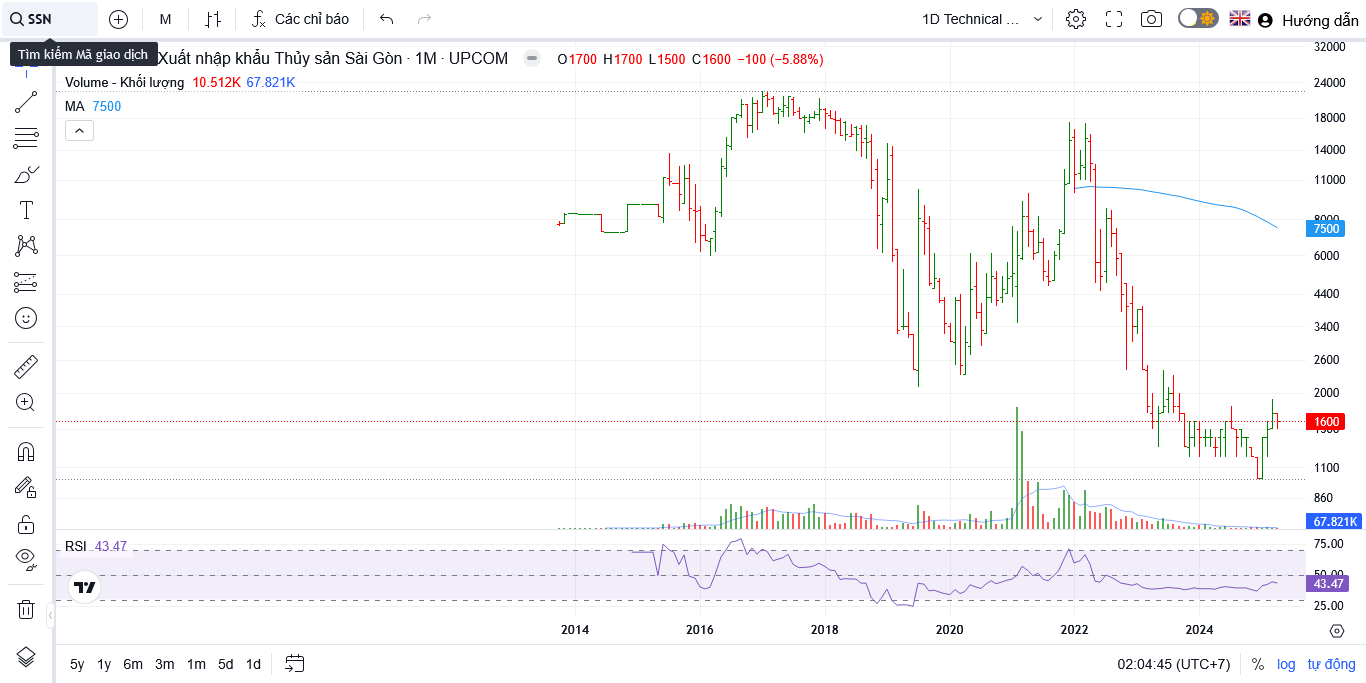 SSN
M
Các chỉ báo
1D Technical ...
Hướng dẫn
Tìm kiếm Mã giao dịch
Xuất nhập khẩu Thủy sản Sài Gòn · 1M · UPCOM
O1700 H1700 L1500 C1600 −100 (−5.88%)
Volume - Khối lượng 10.512K 67.821K
MA 7500
32000
24000
18000
14000
11000
8000
7500
6000
4400
3400
2600
2000
1600
1500
1100
860
67.821K
RSI 43.47
75.00
50.00
43.47
25.00
2014 2016 2018 2020 2022 2024
5y 1y 6m 3m 1m 5d 1d
02:04:45 (UTC+7) % log tự động